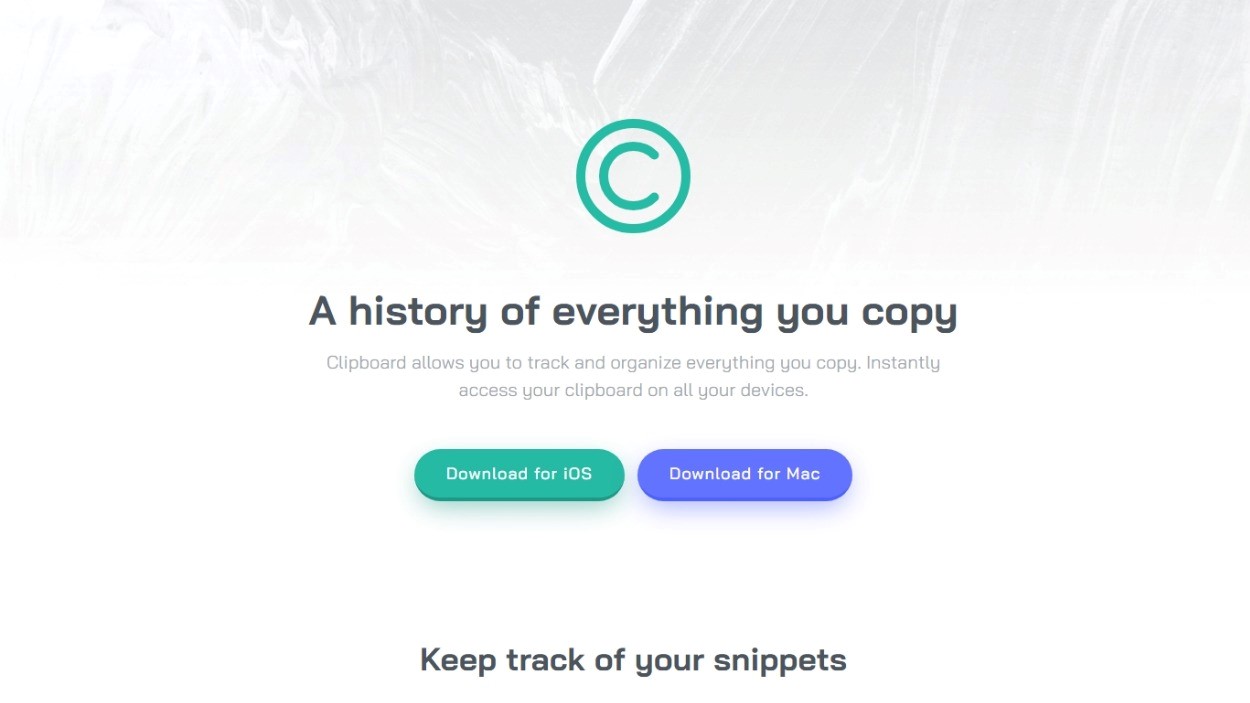 A history of everything you copy
Clipboard allows you to track and organize everything you copy. Instantly
access your clipboard on all your devices.
Download for iOS
Download for Mac
Keep track of your snippets